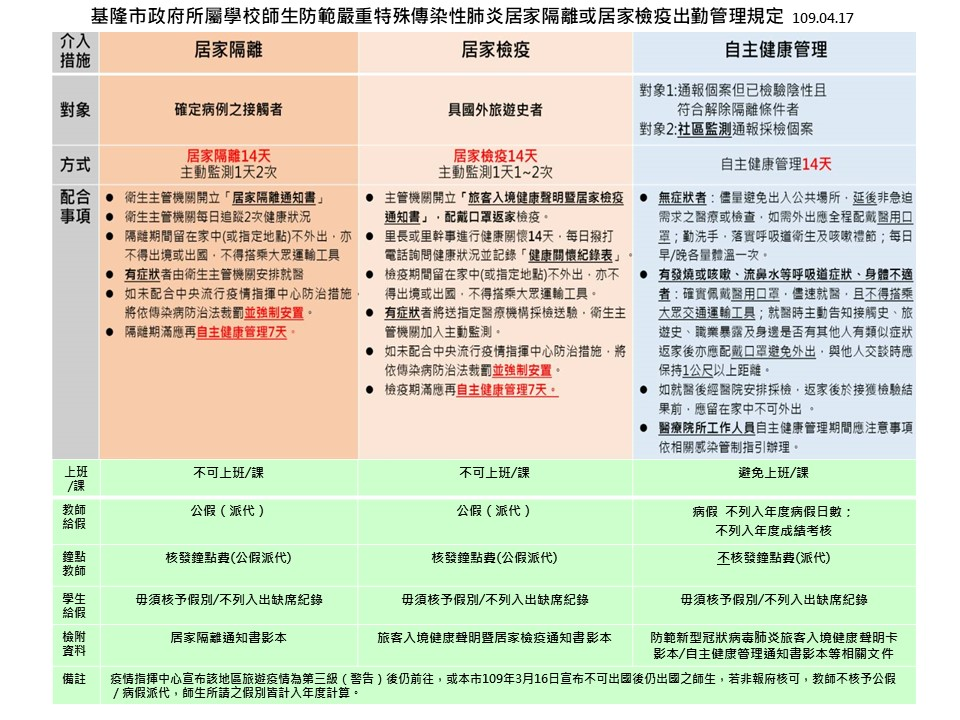 基隆市政府所屬學校師生防範嚴重特殊傳染性肺炎居家隔離或居家檢疫出勤管理規定 109.04.17
介入
措施
居家隔離
居家檢疫
自主健康管理
對象
確定病例之接觸者
具國外旅遊史者
對象1:通報個案但已檢驗陰性且
符合解除隔離條件者
對象2:社區監測通報採檢個案
方式
居家隔離14天
主動監測1天2次
居家檢疫14天
主動監測1天1~2次
自主健康管理14天
配合
事項
● 衛生主管機關開立「居家隔離通知書」
● 衛生主管機關每日追蹤2次健康狀況
● 隔離期間留在家中(或指定地點)不外出，亦
不得出境或出國，不得搭乘大眾運輸工具
● 有症狀者由衛生主管機關安排就醫
● 如未配合中央流行疫情指揮中心防治措施，
將依傳染病防治法裁罰並強制安置。
● 隔離期滿應再自主健康管理7天。
● 主管機關開立「旅客入境健康聲明暨居家檢疫
通知書」，配戴口罩返家檢疫。
● 里長或里幹事進行健康關懷14天，每日撥打
電話詢問健康狀況並記錄「健康關懷紀錄表」。
● 檢疫期間留在家中(或指定地點)不外出，亦不
得出境或出國，不得搭乘大眾運輸工具。
● 有症狀者將送指定醫療機構採檢送驗，衛生主
管機關加入主動監測。
● 如未配合中央流行疫情指揮中心防治措施，將
依傳染病防治法裁罰並強制安置。
● 檢疫期滿應再自主健康管理7天。
● 無症狀者：儘量避免出入公共場所，延後非急迫
需求之醫療或檢查，如需外出應全程配戴醫用口
罩；勤洗手，落實呼吸道衛生及咳嗽禮節；每日
早/晚各量體溫一次。
● 有發燒或咳嗽、流鼻水等呼吸道症狀、身體不適
者：確實佩戴醫用口罩，儘速就醫，且不得搭乘
大眾交通運輸工具；就醫時主動告知接觸史、旅
遊史、職業暴露及身邊是否有其他人有類似症狀
返家後亦應配戴口罩避免外出，與他人交談時應
保持1公尺以上距離。
● 如就醫後經醫院安排採檢，返家後於接獲檢驗結
果前，應留在家中不可外出 。
● 醫療院所工作人員自主健康管理期間應注意事項
依相關感染管制指引辦理。
上班
/課
不可上班/課
不可上班/課
避免上班/課
教師
給假
公假（派代）
公假（派代）
病假 不列入年度病假日數；
不列入年度成績考核
鐘點
教師
核發鐘點費(公假派代)
核發鐘點費(公假派代)
不核發鐘點費(派代)
學生
給假
毋須核予假別/不列入出缺席紀錄
毋須核予假別/不列入出缺席紀錄
毋須核予假別/不列入出缺席紀錄
檢附
資料
居家隔離通知書影本
旅客入境健康聲明暨居家檢疫通知書影本
防範新型冠狀病毒肺炎旅客入境健康聲明卡
影本/自主健康管理通知書影本等相關文件
備註
疫情指揮中心宣布該地區旅遊疫情為第三級（警告）後仍前往，或本市109年3月16日宣布不可出國後仍出國之師生，若非報府核可，教師不核予公假
／病假派代，師生所請之假別皆計入年度計算。